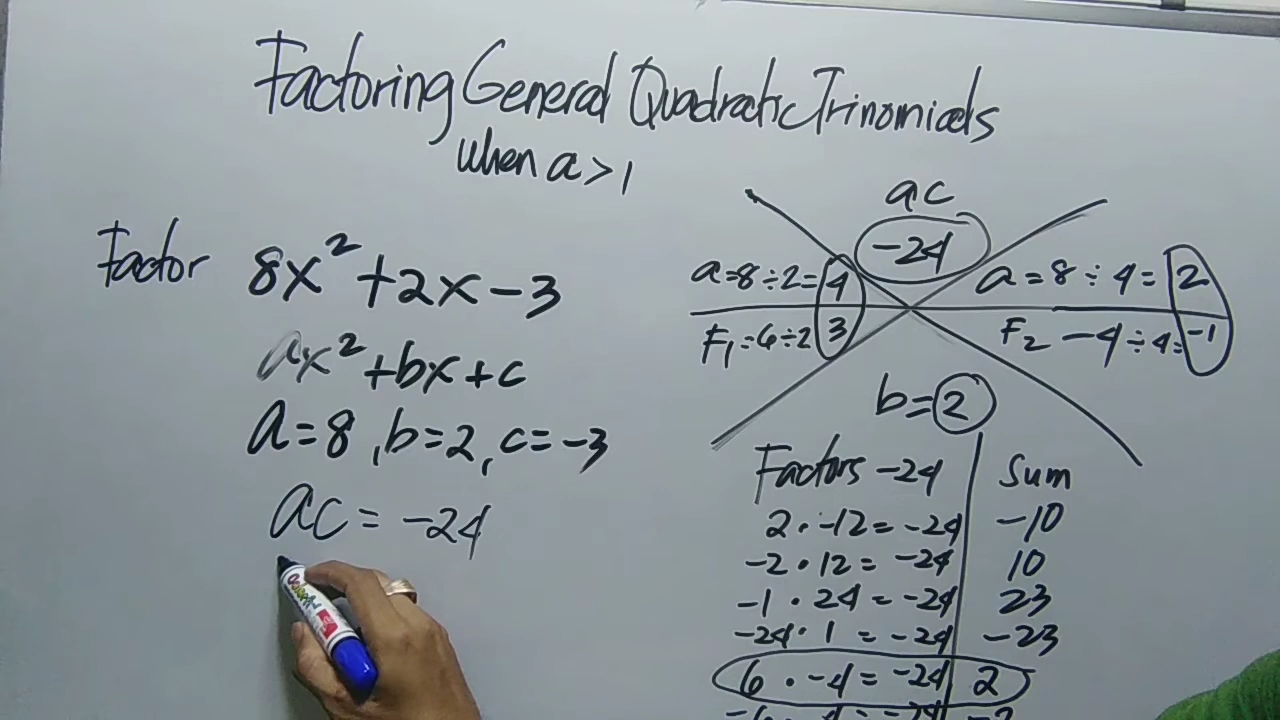 Factoring General Quadratic Trinomials
when a > 1
Factor 8x² + 2x - 3
ax² + bx + c
a = 8, b = 2, c = -3
ac = -24
ac
-24
a = 8 ÷ 2 = 4
F₁ = 6 ÷ 2 3
a = 8 ÷ 4 = 2
F₂ -4 ÷ 4 = -1
b = 2
Factors -24 Sum
2 · -12 = -24 -10
-2 · 12 = -24 10
-1 · 24 = -24 23
-24 · 1 = -24 -23
6 · -4 = -24 2